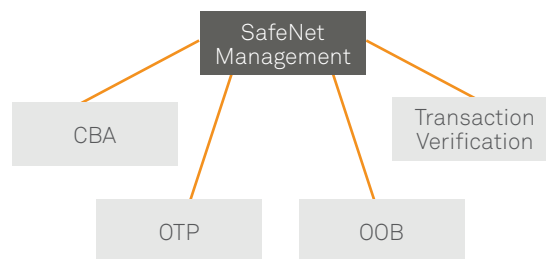 SafeNet
Management
CBA
Transaction
Verification
OTP
OOB